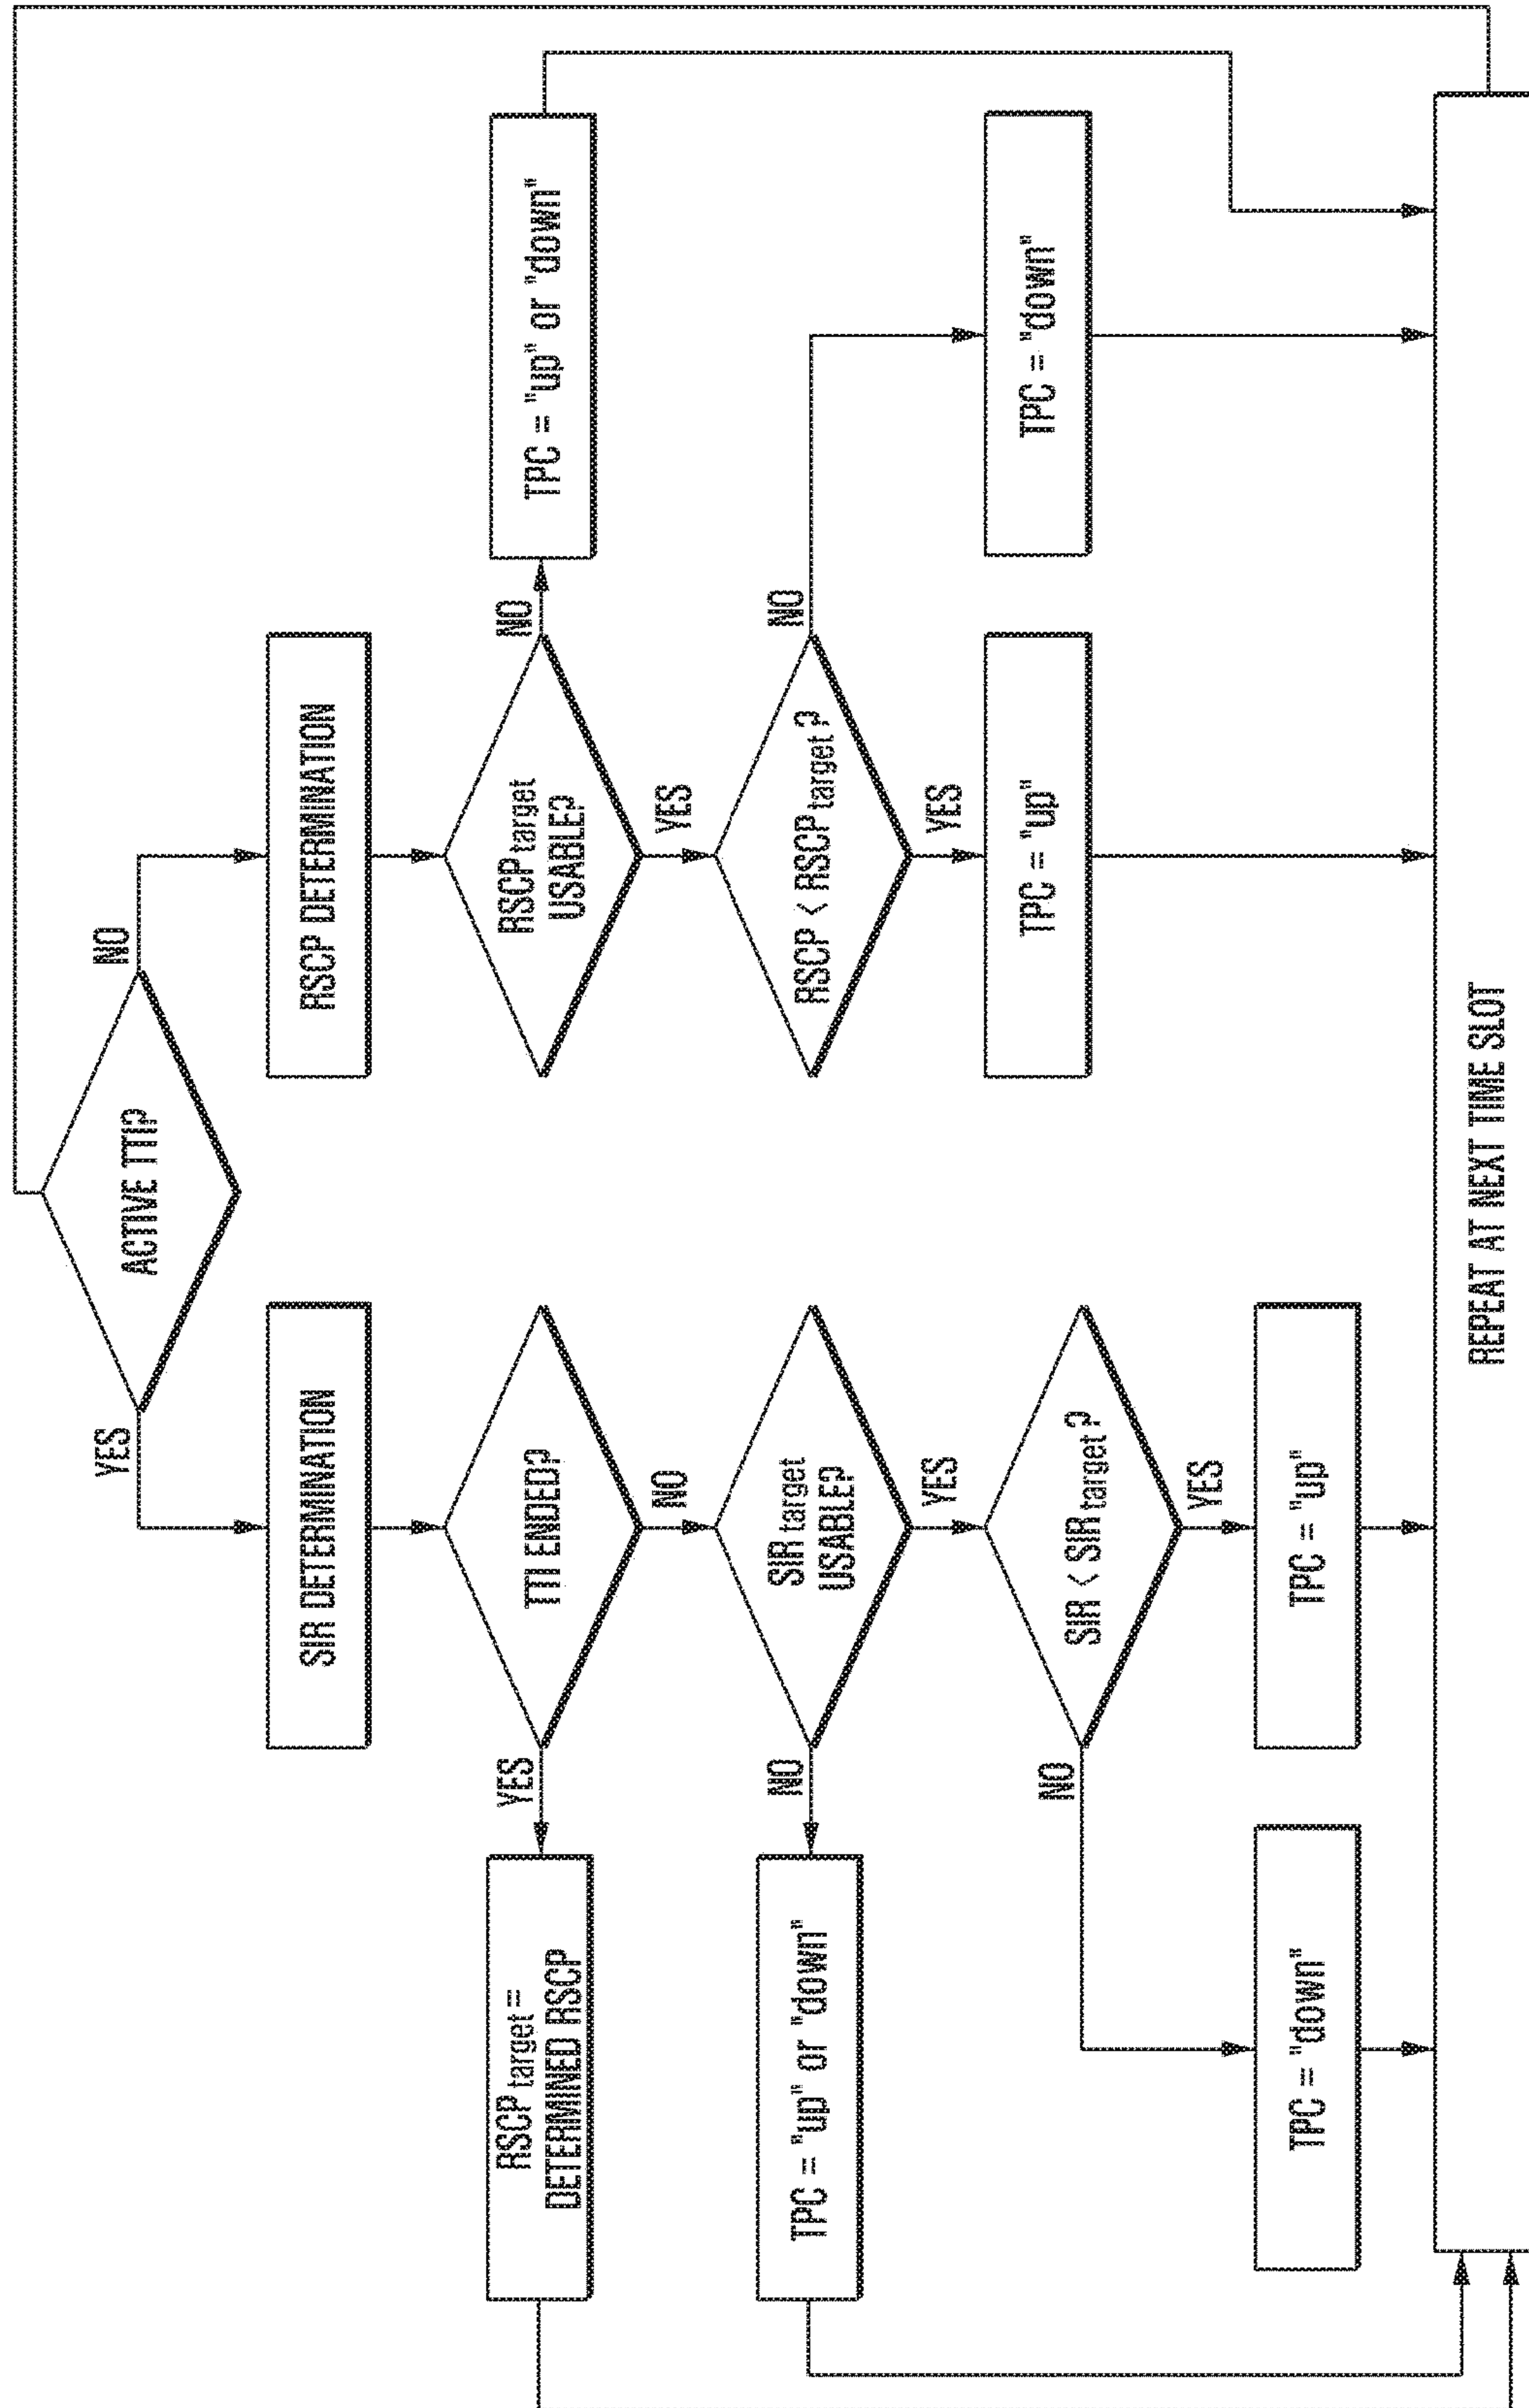 ACTIVE TTI?
YES
NO
SIR DETERMINATION
RSCP DETERMINATION
RSCP target =
DETERMINED RSCP
YES
TTI ENDED?
NO
RSCP target
USABLE?
NO
TPC = "up" or "down"
YES
TPC = "up" or "down"
NO
SIR target
USABLE?
YES
RSCP < RSCP target ?
NO
YES
NO
SIR < SIR target ?
YES
TPC = "up"
TPC = "down"
TPC = "down"
TPC = "up"
REPEAT AT NEXT TIME SLOT